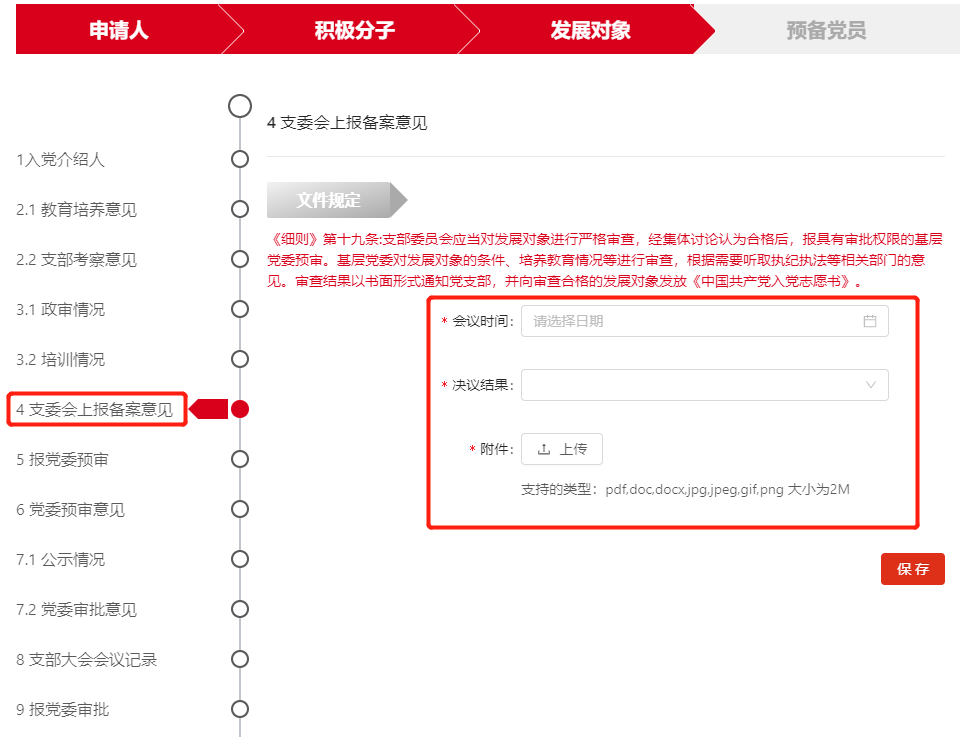 申请人
积极分子
发展对象
预备党员
4 支委会上报备案意见
1入党介绍人
2.1 教育培养意见
2.2 支部考察意见
3.1 政审情况
3.2 培训情况
4 支委会上报备案意见
5 报党委预审
6 党委预审意见
7.1 公示情况
7.2 党委审批意见
8 支部大会会议记录
9 报党委审批
文件规定
《细则》第十九条:支部委员会应当对发展对象进行严格审查，经集体讨论认为合格后，报具有审批权限的基层
党委预审。基层党委对发展对象的条件、培养教育情况等进行审查，根据需要听取执纪执法等相关部门的意
见。审查结果以书面形式通知党支部，并向审查合格的发展对象发放《中国共产党入党志愿书》。
* 会议时间: 请选择日期
* 决议结果:
* 附件: 上传
支持的类型：pdf,doc,docx,jpg,jpeg,gif,png 大小为2M
保存